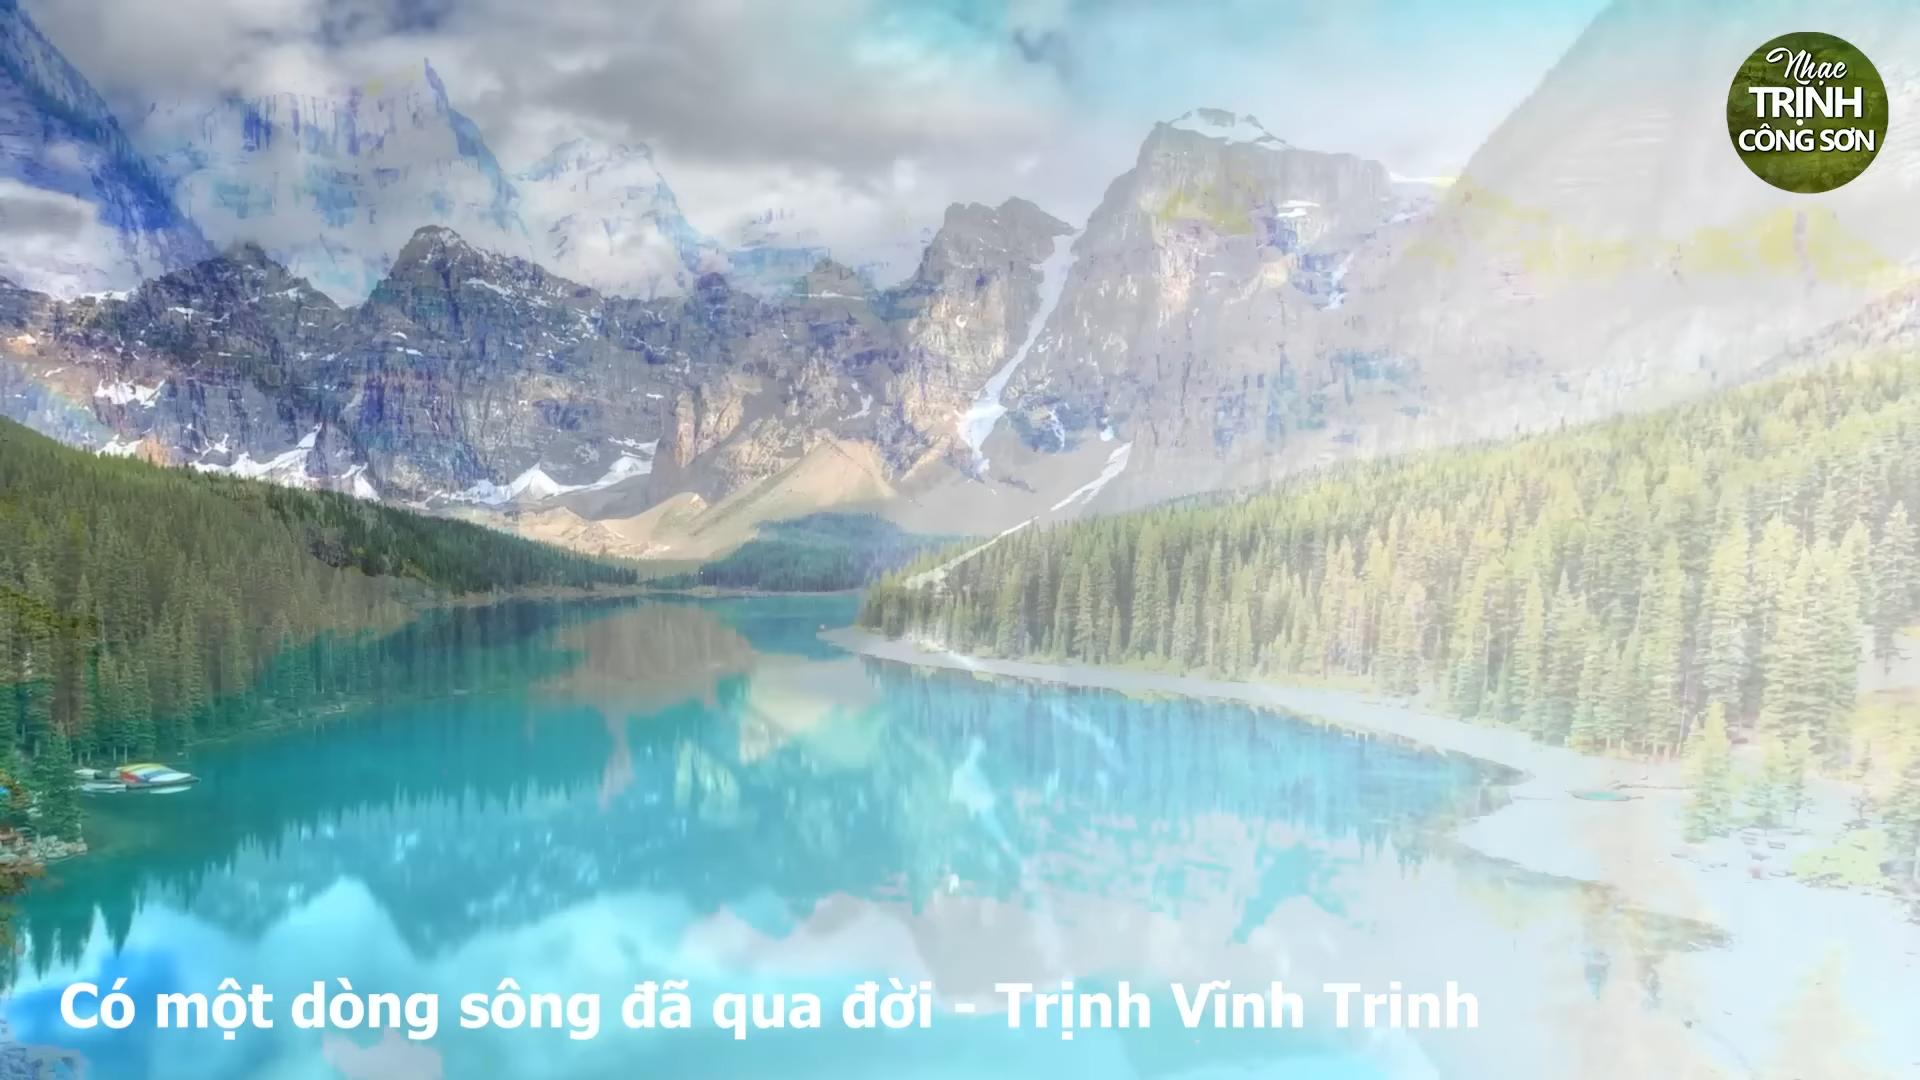 Nhạc
TRỊNH
CÔNG SƠN
Có một dòng sông đã qua đời - Trịnh Vĩnh Trinh